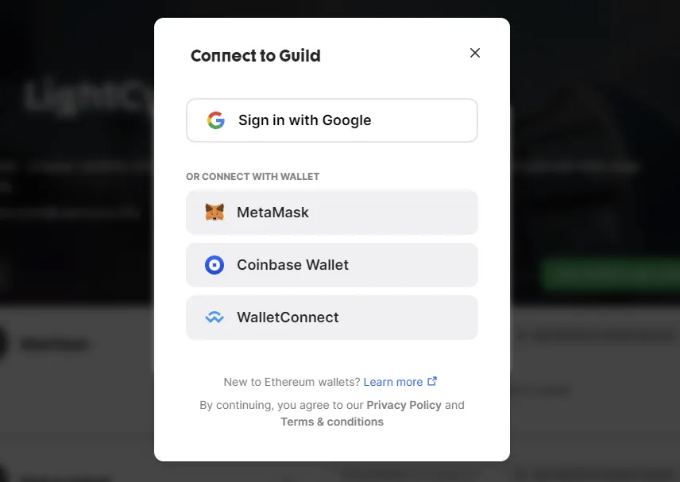 Connect to Guild
Sign in with Google
OR CONNECT WITH WALLET
MetaMask
Coinbase Wallet
WalletConnect
New to Ethereum wallets? Learn more
By continuing, you agree to our Privacy Policy and
Terms & conditions